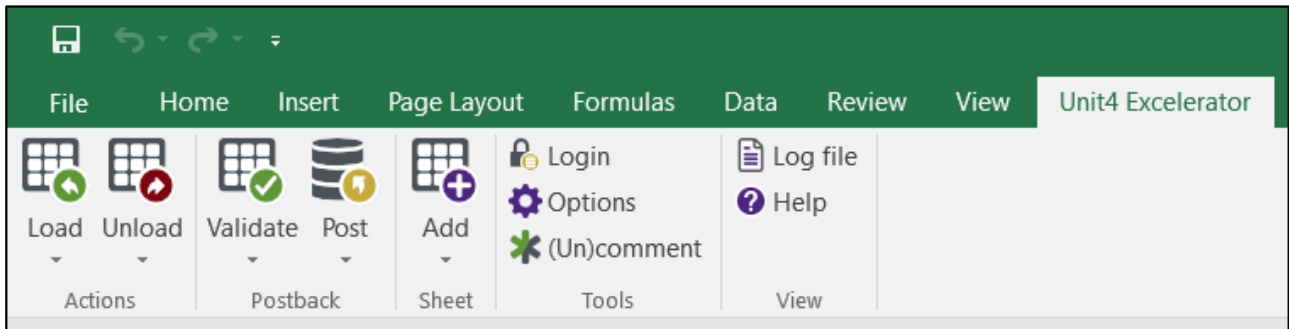 File Home Insert Page Layout Formulas Data Review View Unit4 Excelerator
Load Unload Validate Post Add
Login
Options
(Un)comment
Log file
Help
Actions Postback Sheet Tools View